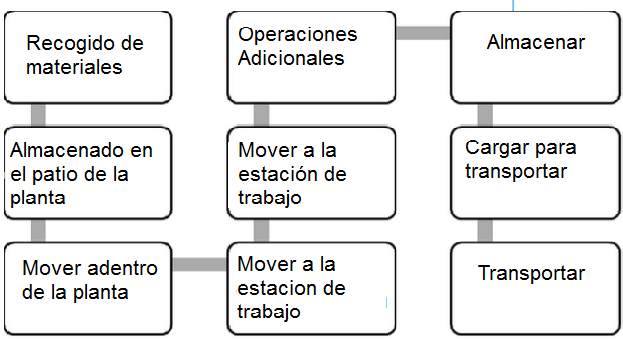 Recogido de
materiales
Almacenado en
el patio de la
planta
Mover adentro
de la planta
Mover a la
estacion de
trabajo
Mover a la
estación de
trabajo
Operaciones
Adicionales
Almacenar
Cargar para
transportar
Transportar